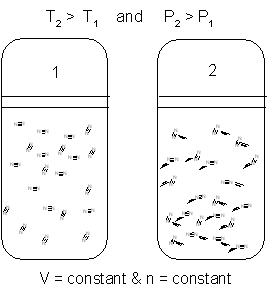 T₂ > T₁ and P₂ > P₁
1 2
V = constant & n = constant